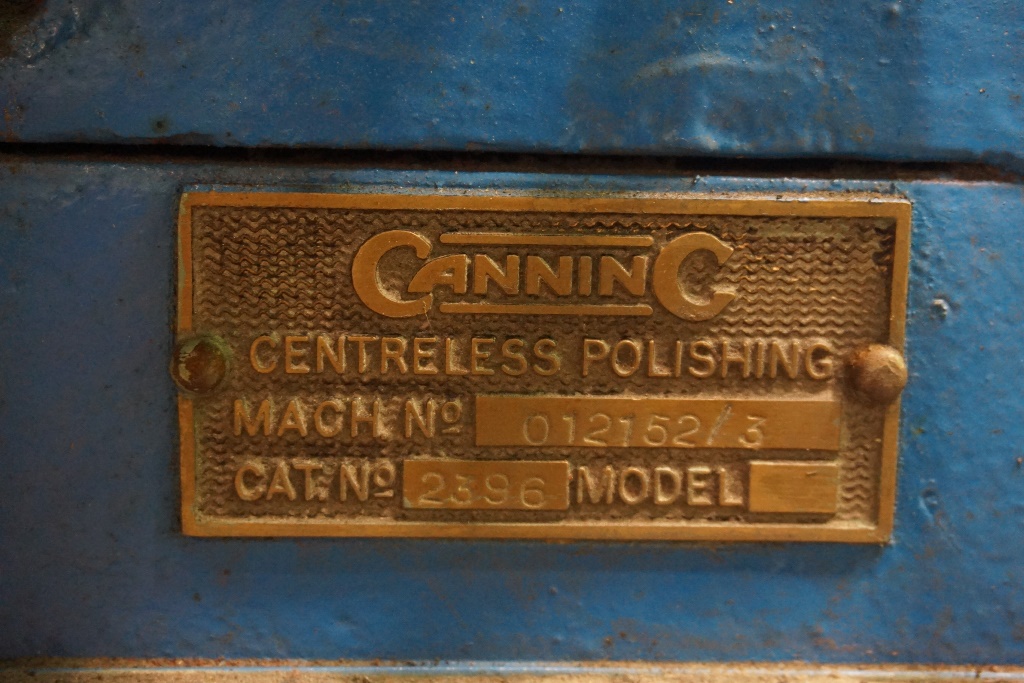 CANNING
CENTRELESS POLISHING
MACH. Nº 012152/3
CAT. Nº 2396 MODEL